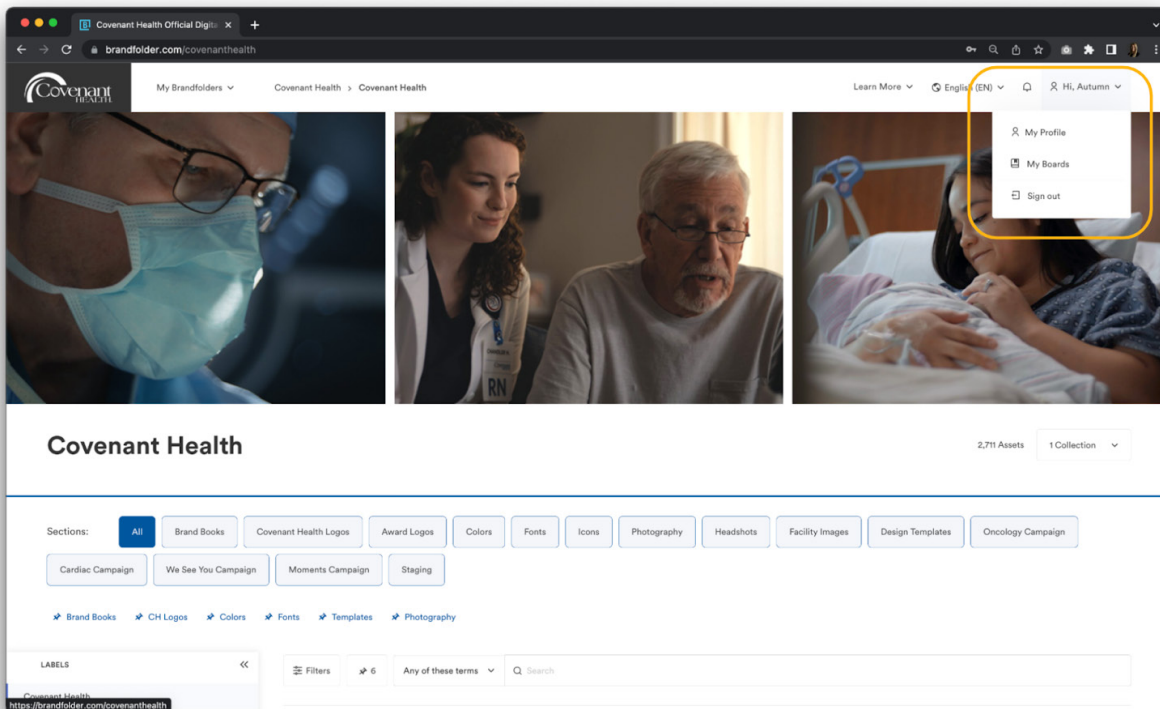 Covenant Health Official Digita
brandfolder.com/covenanthealth
Covenant
HEALTH
My Brandfolders
Covenant Health > Covenant Health
Learn More
English (EN)
Hi, Autumn
My Profile
My Boards
Sign out
RN
Covenant Health
2,711 Assets
1 Collection
Sections:
All
Brand Books
Covenant Health Logos
Award Logos
Colors
Fonts
Icons
Photography
Headshots
Facility Images
Design Templates
Oncology Campaign
Cardiac Campaign
We See You Campaign
Moments Campaign
Staging
Brand Books
CH Logos
Colors
Fonts
Templates
Photography
LABELS
Filters
6
Any of these terms
Search
Covenant Health
https://brandfolder.com/covenanthealth